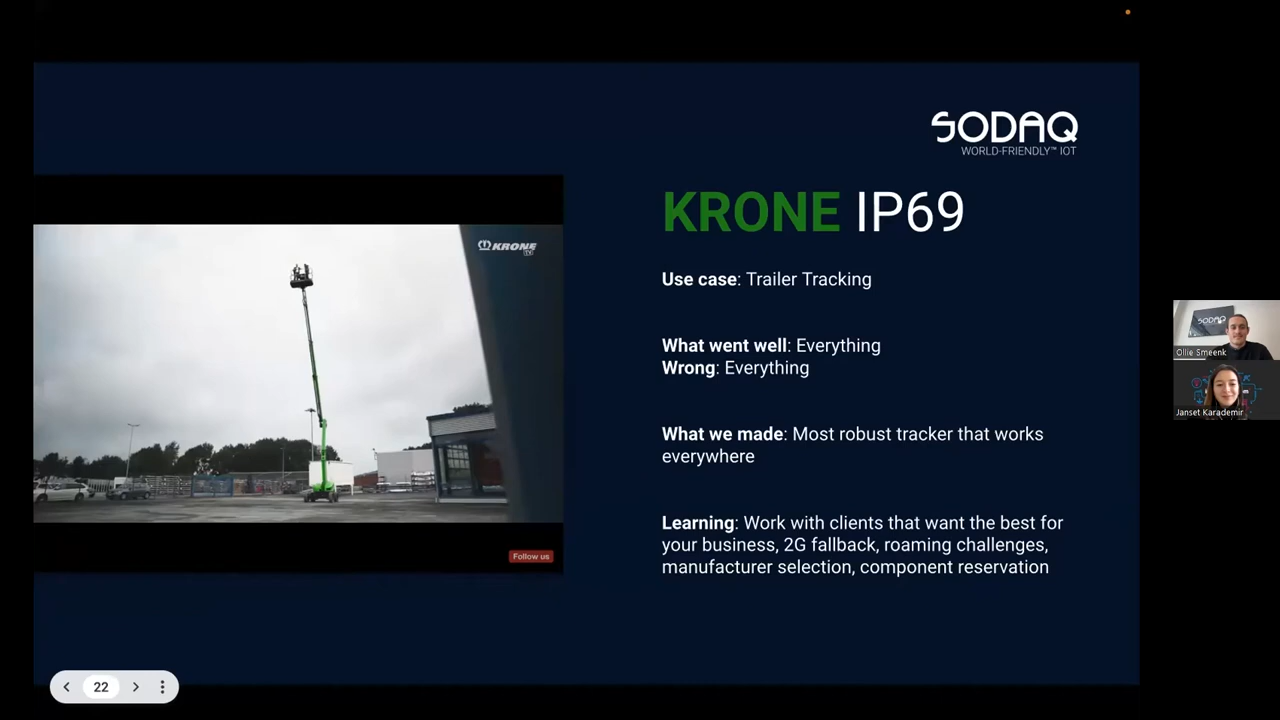 SODAQ
WORLD-FRIENDLY™ IOT
KRONE IP69
KRONE
Use case: Trailer Tracking
What went well: Everything
Wrong: Everything
What we made: Most robust tracker that works
everywhere
Learning: Work with clients that want the best for
your business, 2G fallback, roaming challenges,
manufacturer selection, component reservation
Follow us
22
SODAQ
Ollie Smeenk
Janset Karademir